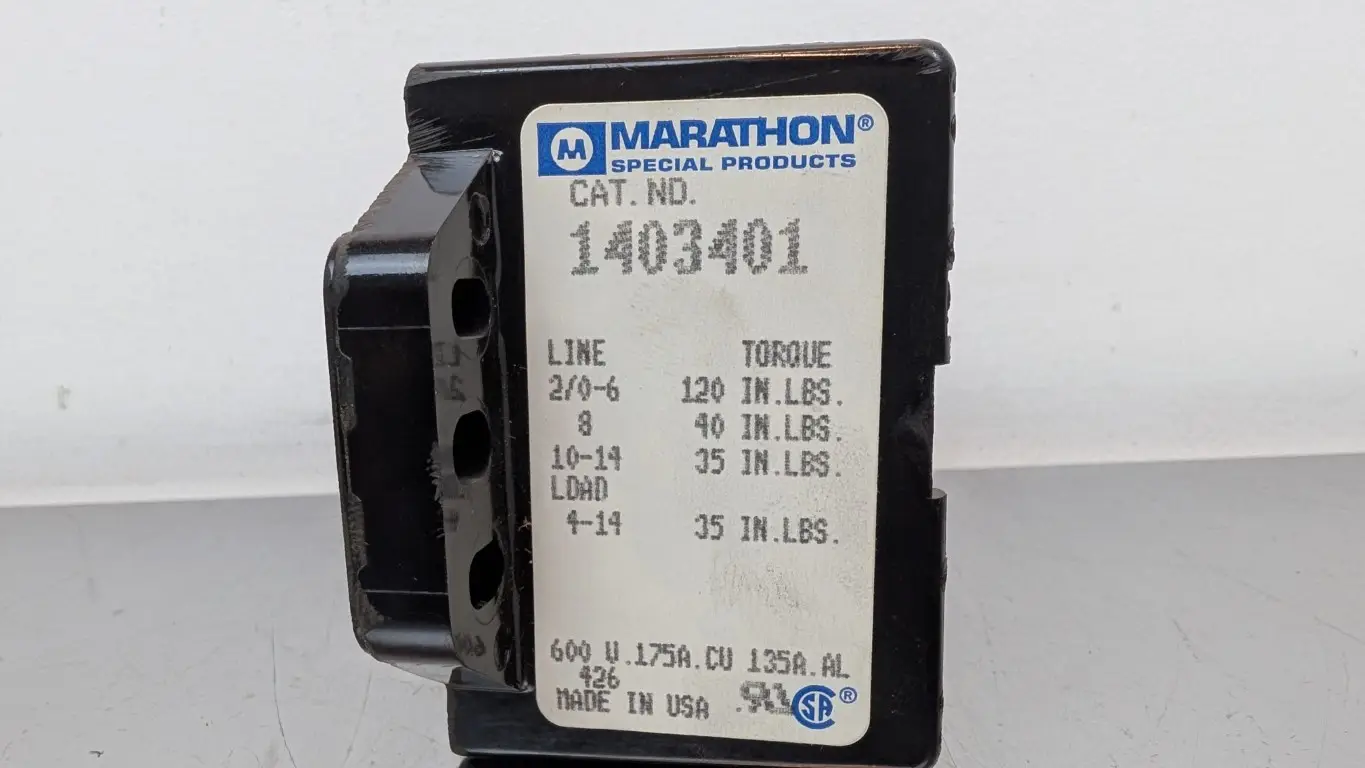 M MARATHON®
SPECIAL PRODUCTS
CAT.NO.
1403401
LINE TORQUE
2/0-6 120 IN.LBS.
8 40 IN.LBS.
10-14 35 IN.LBS.
LOAD
4-14 35 IN.LBS.
600 V.175A.CU 135A.AL
426
MADE IN USA
SA ®